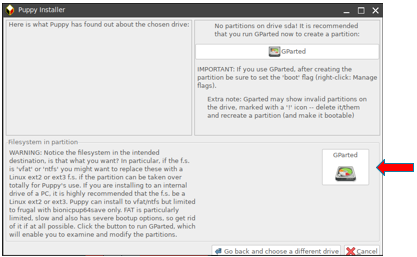 Puppy Installer
Here is what Puppy has found out about the chosen drive:
No partitions on drive sda! It is recommended
that you run GParted now to create a partition:
GParted
IMPORTANT: If you use GParted, after creating the
partition be sure to set the 'boot' flag (right-click: Manage
flags).
Extra note: Gparted may show invalid partitions on
the drive, marked with a '!' icon -- delete it/them
and recreate a partition (and make it bootable)
Filesystem in partition
WARNING: Notice the filesystem in the intended
destination, is that what you want? In particular, if the f.s.
is 'vfat' or 'ntfs' you might want to replace these with a
Linux ext2 or ext3 f.s. if the partition can be taken over
totally for Puppy's use. If you are installing to an internal
drive of a PC, it is highly recommended that the f.s. be a
Linux ext2 or ext3. Puppy can install to vfat/ntfs but limited
to frugal with bionicpup64save only. FAT is particularly
limited, slow and also has severe bootup options, so get rid
of it if at all possible. Click the button to run GParted, which
will enable you to examine and modify the partitions.
GParted
Go back and choose a different drive
Cancel